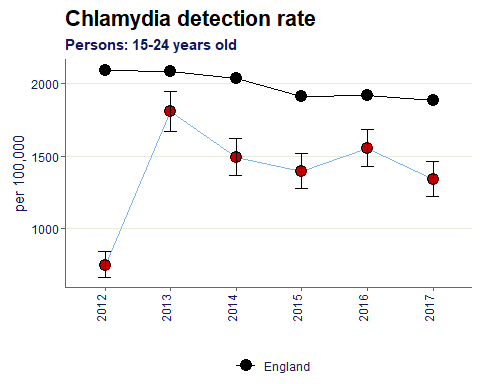 Chlamydia detection rate
Persons: 15-24 years old
per 100,000
2000
1500
1000
2012 2013 2014 2015 2016 2017
England